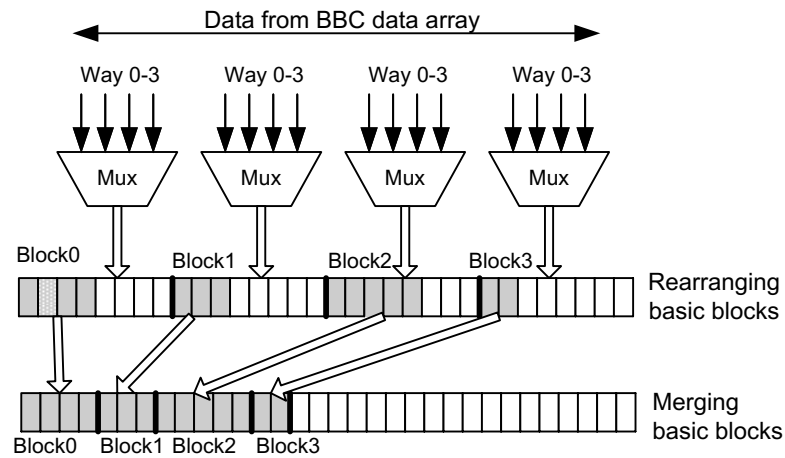 Data from BBC data array
Way 0-3 Way 0-3 Way 0-3 Way 0-3
Mux Mux Mux Mux
Block0 Block1 Block2 Block3
Rearranging
basic blocks
Merging
basic blocks
Block0 Block1 Block2 Block3